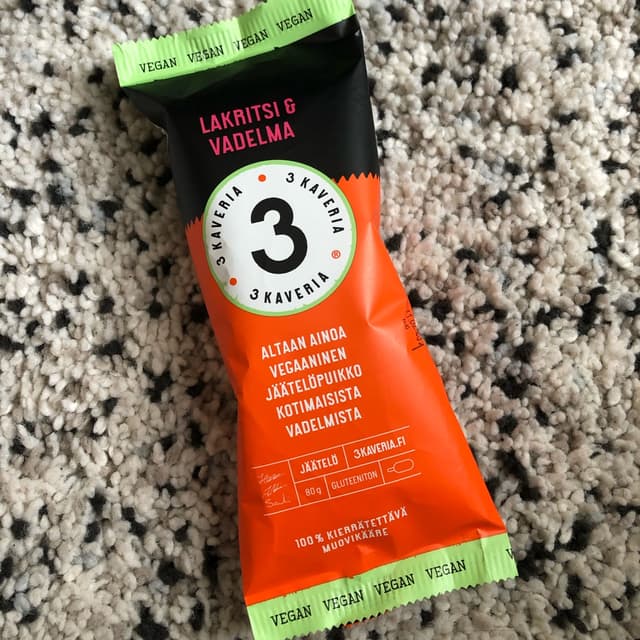 VEGAN VEGAN VEGAN VEGAN
LAKRITSI &
VADELMA
3 KAVERIA • 3 KAVERIA • 3 KAVERIA ®
3
ALTAAN AINOA
VEGAANINEN
JÄÄTELÖPUIKKO
KOTIMAISISTA
VADELMISTA
JÄÄTELÖ 3KAVERIA.FI
80 g GLUTEENITON
100 % KIERRÄTETTÄVÄ
MUOVIKÄÄRE
VEGAN VEGAN VEGAN VEGAN